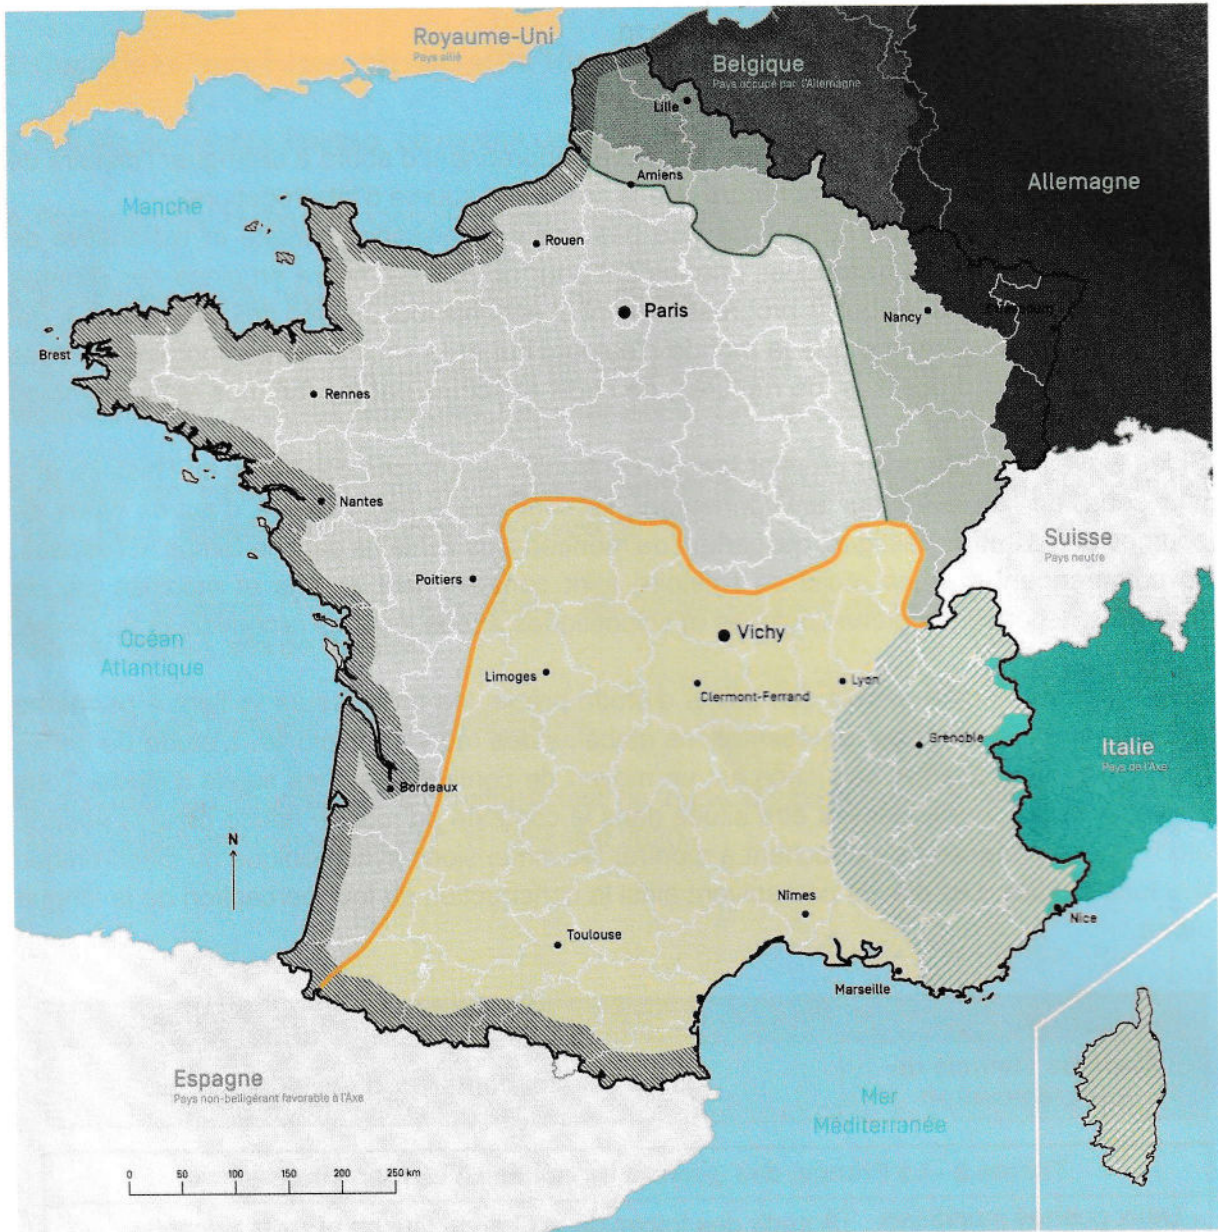 Royaume-Uni
Pays allié
Belgique
Pays occupé par l'Allemagne
Lille
Allemagne
Amiens
Manche
Rouen
Paris
Nancy
Brest
Rennes
Nantes
Suisse
Pays neutre
Poitiers
Océan
Atlantique
Vichy
Limoges
Lyon
Clermont-Ferrand
Grenoble
Italie
Pays de l'Axe
Bordeaux
N
Nîmes
Nice
Toulouse
Marseille
Espagne
Pays non-belligérant favorable à l'Axe
Mer
Méditerranée
0 50 100 150 200 250 km